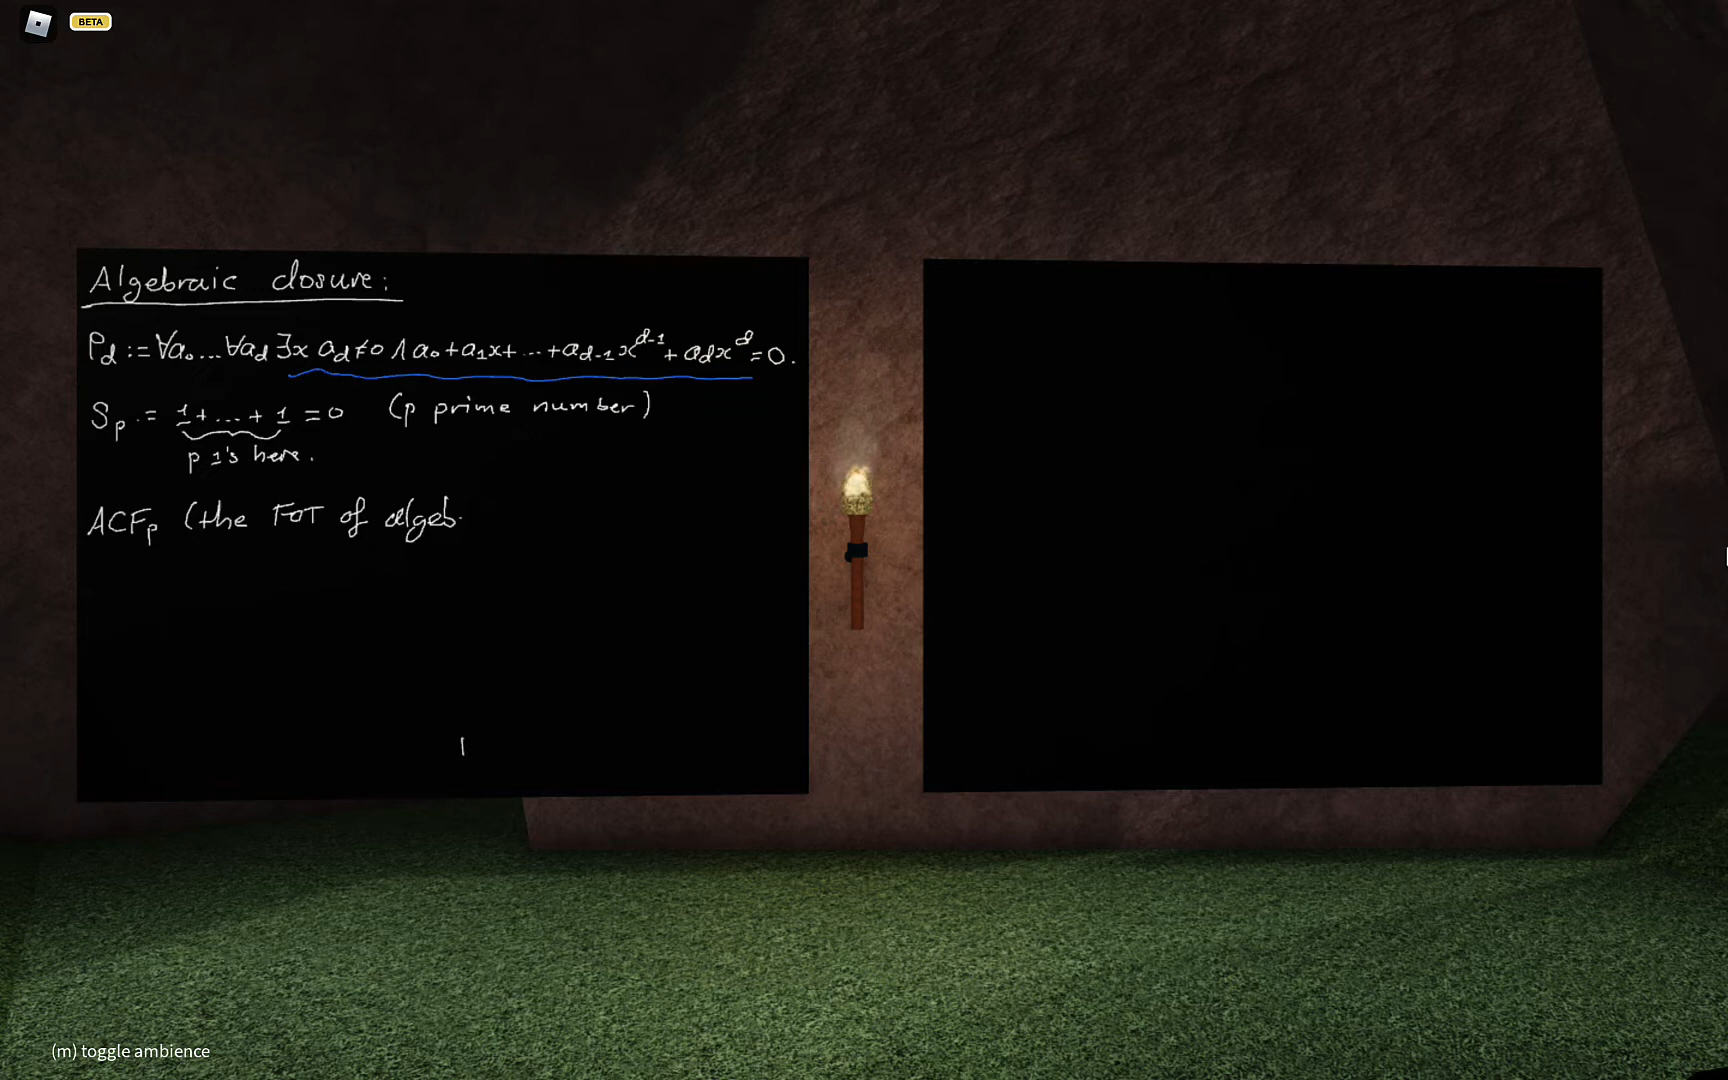 BETA
Algebraic closure:
P_d := ∀a₀...∀a_d ∃x a_d≠0 ∧ a₀+a₁x+...+a_{d-1}x^{d-1}+a_dx^d=0.
S_p := 1+...+1 =0 (p prime number)
p 1's here.
ACF_p (the FOT of algeb
(m) toggle ambience